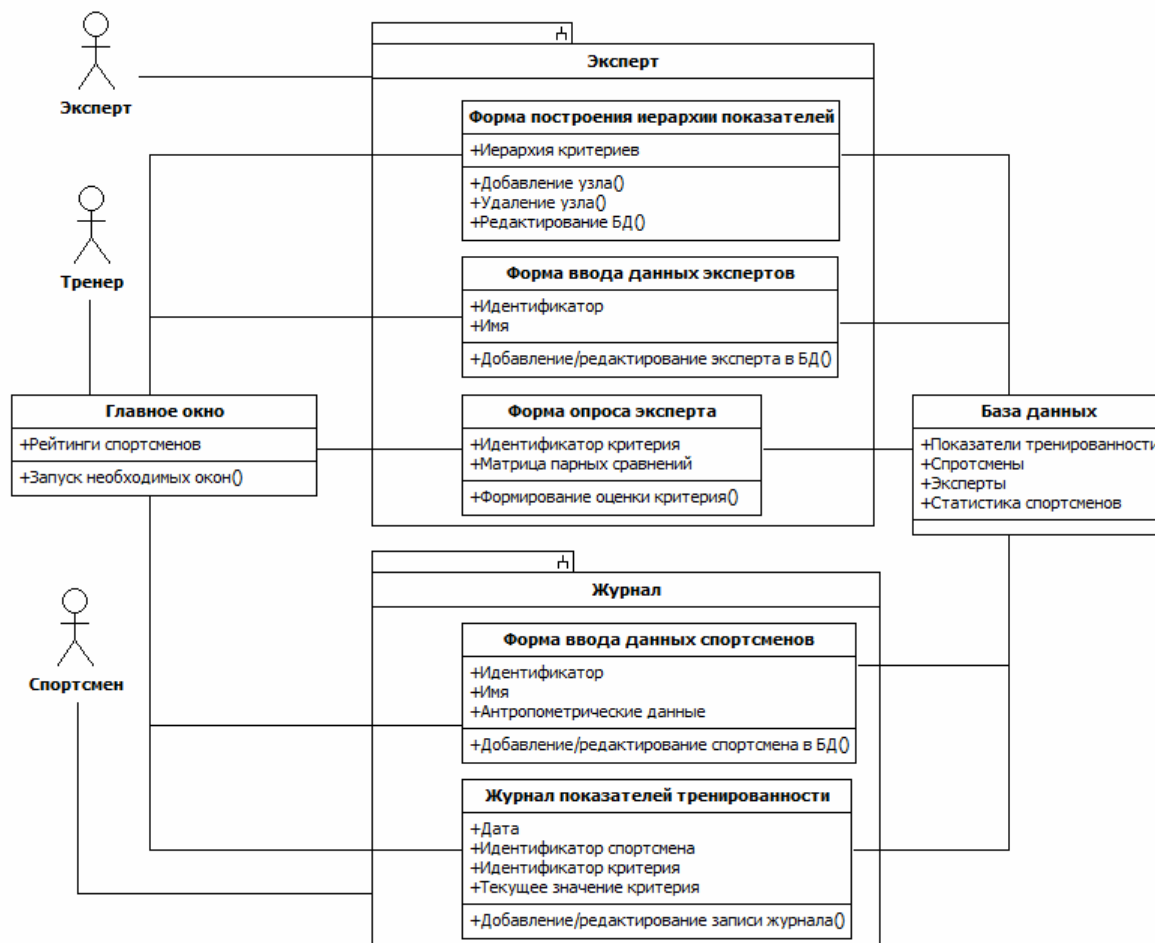 Эксперт
Эксперт
Форма построения иерархии показателей
+Иерархия критериев
+Добавление узла()
+Удаление узла()
+Редактирование БД()
Тренер
Форма ввода данных экспертов
+Идентификатор
+Имя
+Добавление/редактирование эксперта в БД()
Главное окно
+Рейтинги спортсменов
+Запуск необходимых окон()
Форма опроса эксперта
+Идентификатор критерия
+Матрица парных сравнений
+Формирование оценки критерия()
База данных
+Показатели тренированности
+Спротсмены
+Эксперты
+Статистика спортсменов
Журнал
Спортсмен
Форма ввода данных спортсменов
+Идентификатор
+Имя
+Антропометрические данные
+Добавление/редактирование спортсмена в БД()
Журнал показателей тренированности
+Дата
+Идентификатор спортсмена
+Идентификатор критерия
+Текущее значение критерия
+Добавление/редактирование записи журнала()